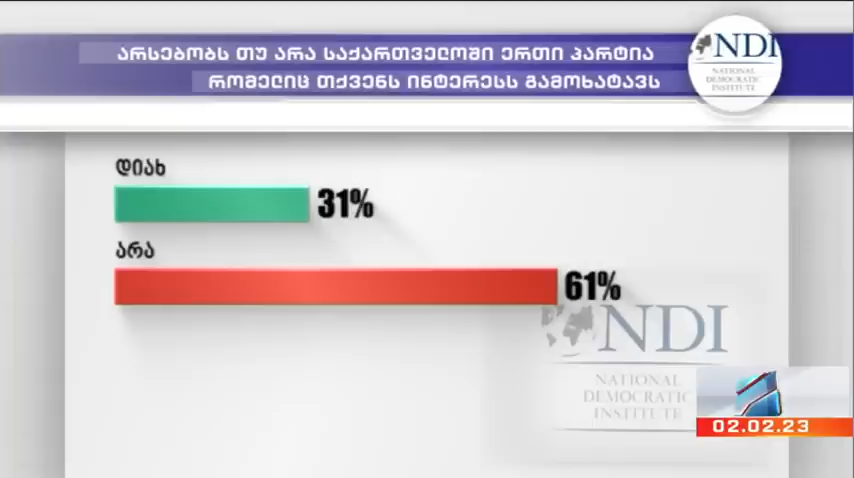 არსებობს თუ არა საქართველოში ერთი პარტია
რომელიც თქვენს ინტერესს გამოხატავს
NDI
NATIONAL
DEMOCRATIC
INSTITUTE
დიახ
31%
არა
61%
NDI
NATIONAL
DEMOCRATIC
INSTITUTE
02.02.23